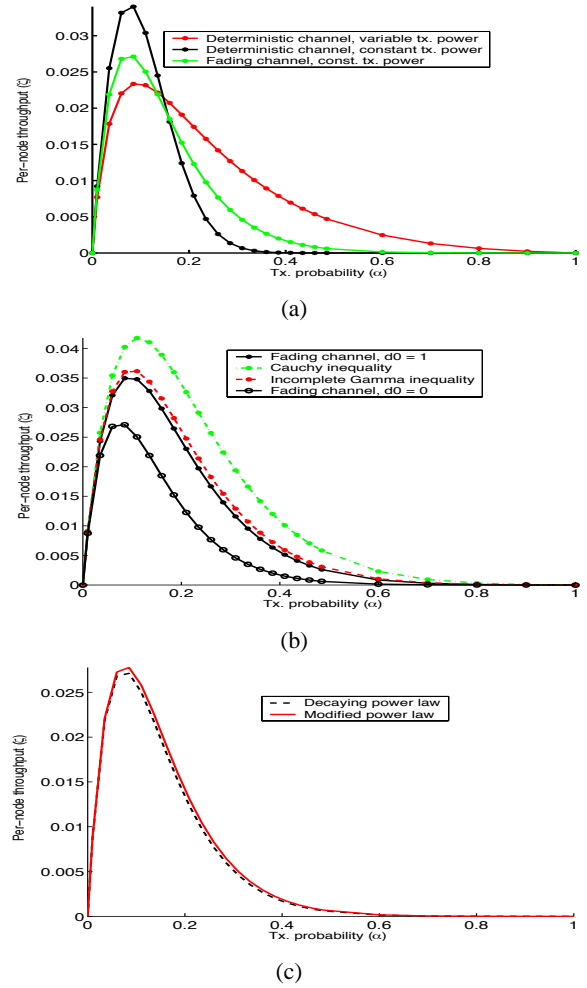 0.03
0.025
0.02
0.015
0.01
0.005
0
0
0.2
0.4
0.6
0.8
1
Per-node throughput (ζ)
Tx. probability (α)
Deterministic channel, variable tx. power
Deterministic channel, constant tx. power
Fading channel, const. tx. power
(a)
0.04
0.035
0.03
0.025
0.02
0.015
0.01
0.005
0
0
0.2
0.4
0.6
0.8
1
Per-node throughput (ζ)
Tx. probability (α)
Fading channel, d0 = 1
Cauchy inequality
Incomplete Gamma inequality
Fading channel, d0 = 0
(b)
0.025
0.02
0.015
0.01
0.005
0
0
0.2
0.4
0.6
0.8
1
Per-node throughput (ζ)
Tx. probability (α)
Decaying power law
Modified power law
(c)